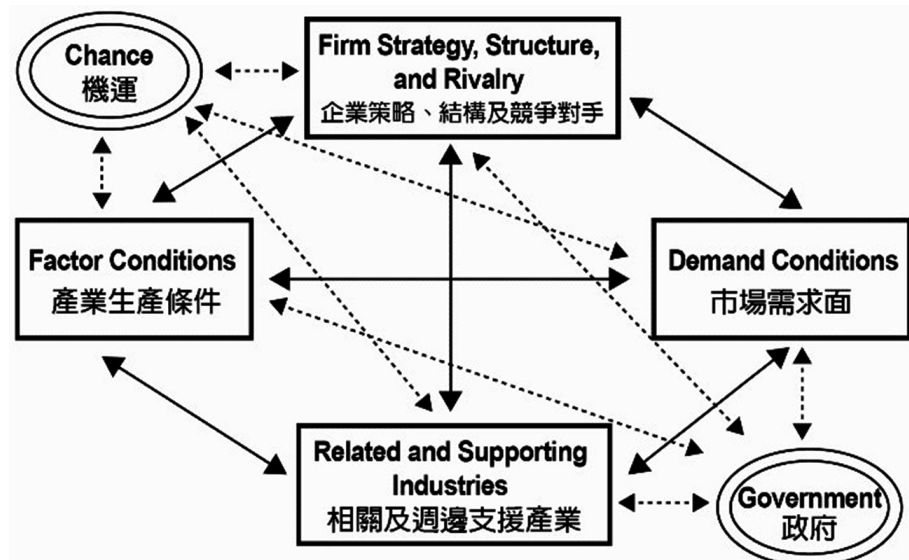 Chance
機運
Firm Strategy, Structure,
and Rivalry
企業策略、結構及競爭對手
Factor Conditions
產業生產條件
Demand Conditions
市場需求面
Related and Supporting
Industries
相關及週邊支援產業
Government
政府